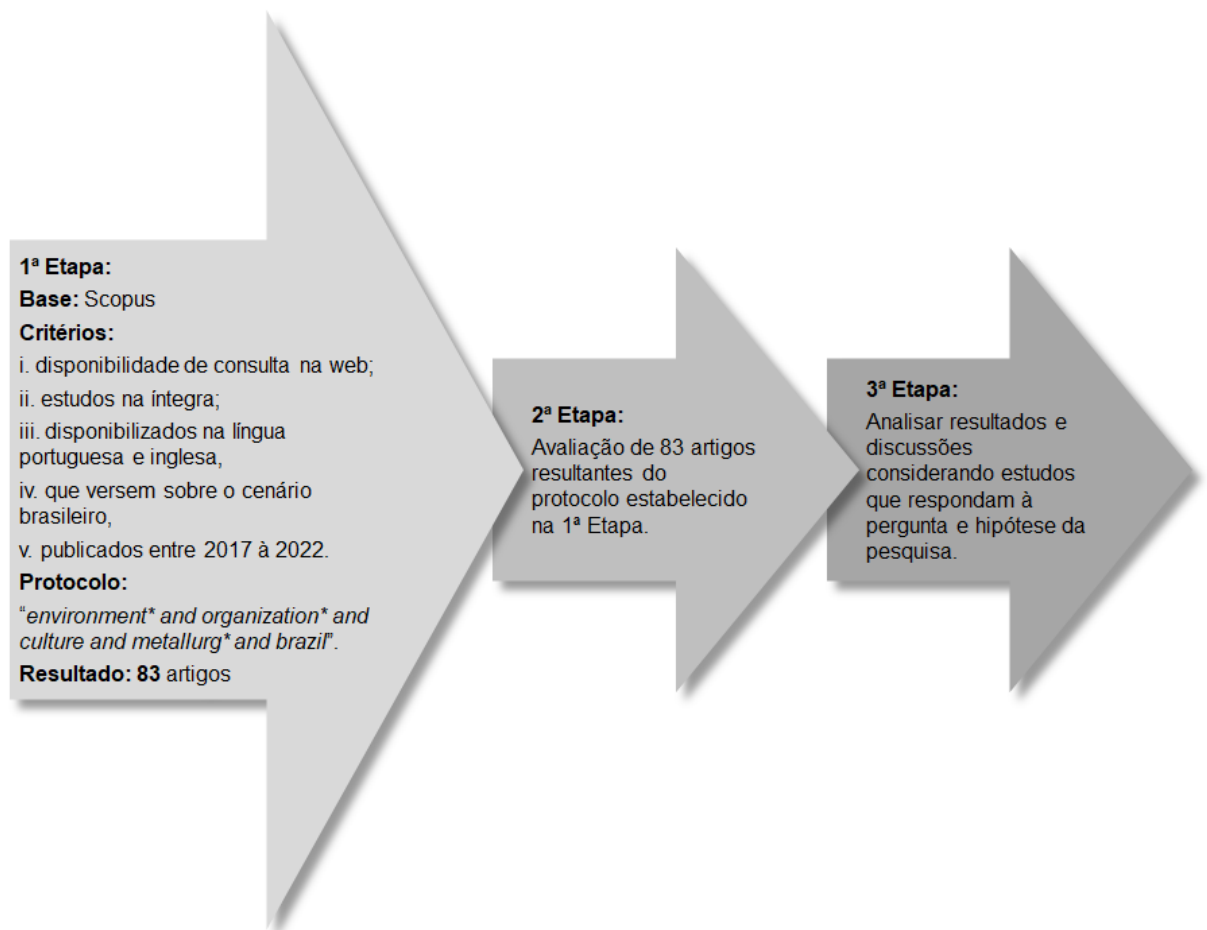 1ª Etapa:
Base: Scopus
Critérios:
i. disponibilidade de consulta na web;
ii. estudos na íntegra;
iii. disponibilizados na língua
portuguesa e inglesa,
iv. que versem sobre o cenário
brasileiro,
v. publicados entre 2017 à 2022.
Protocolo:
“environment* and organization* and
culture and metallurg* and brazil”.
Resultado: 83 artigos
2ª Etapa:
Avaliação de 83 artigos
resultantes do
protocolo estabelecido
na 1ª Etapa.
3ª Etapa:
Analisar resultados e
discussões
considerando estudos
que respondam à
pergunta e hipótese da
pesquisa.